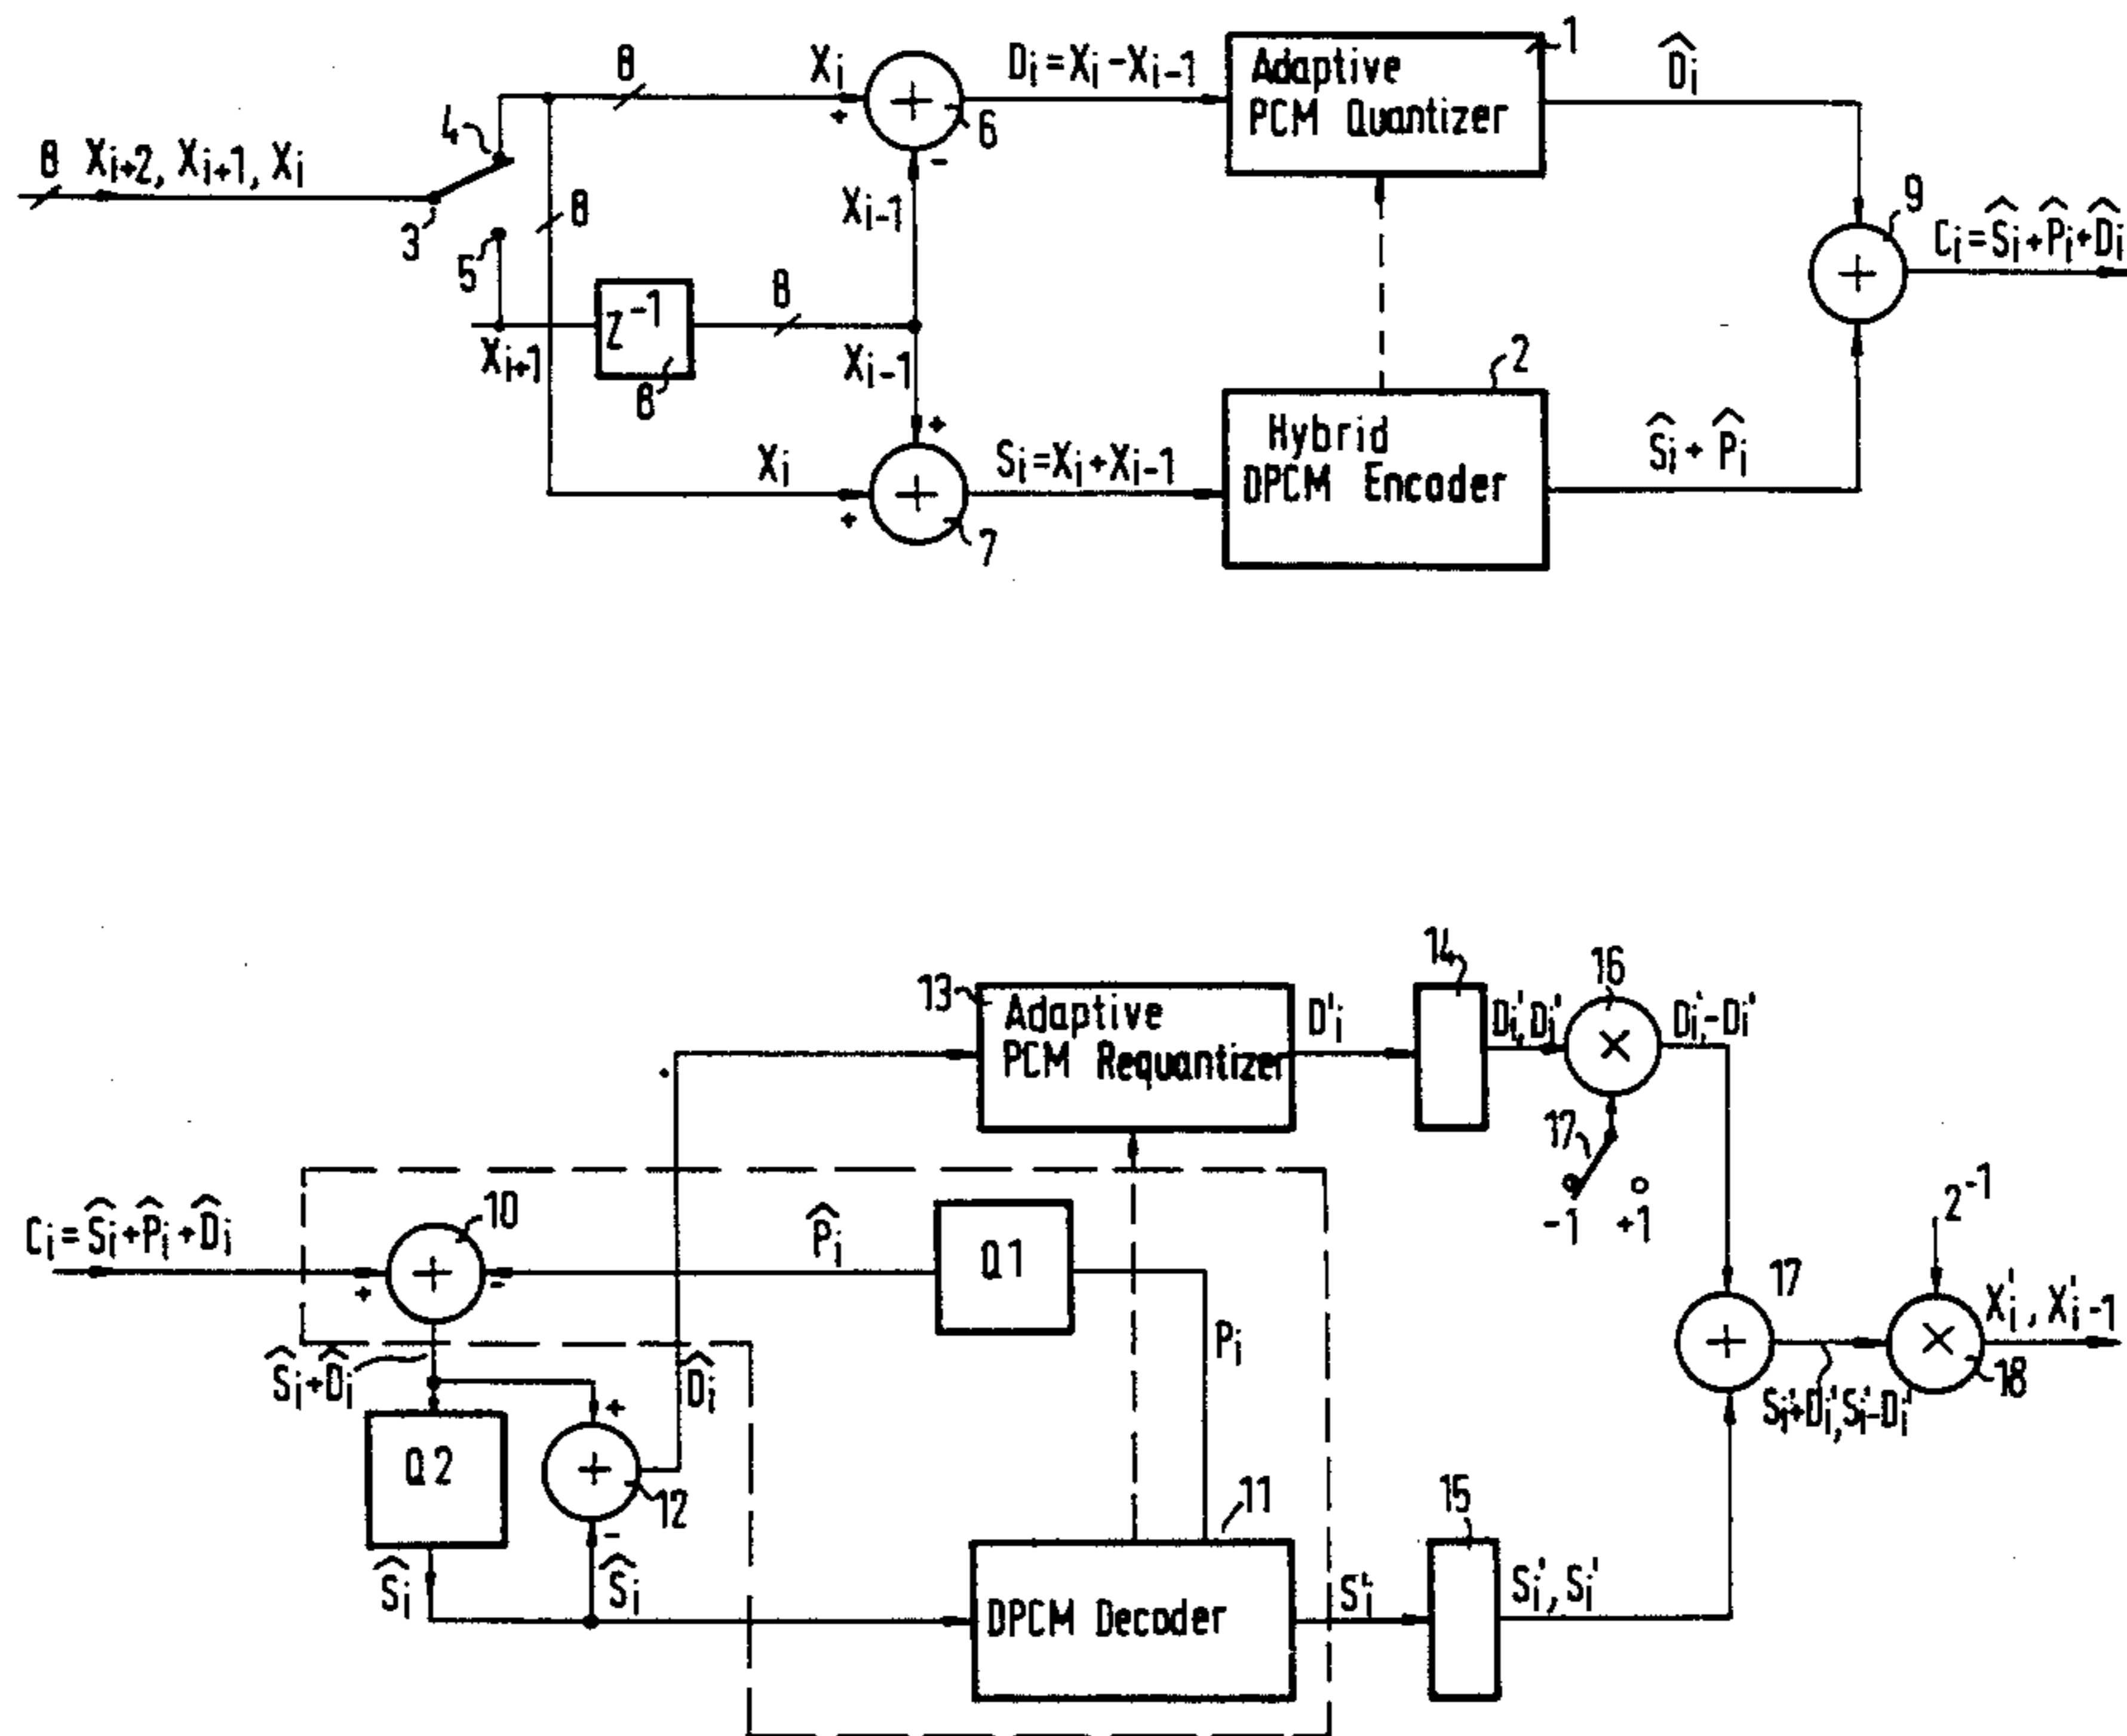 8 X̂i+2, Xi+1, Xi
3
4
5
8
Xi
+
6
-
Di=Xi-Xi-1
Adaptive
PCM Quantizer
1
D̂i
8
Xi-1
Xi+1
Z⁻¹
8
8
Xi-1
9
Ci=Ŝi+P̂i+D̂i
Xi
+
+
7
Si=Xi+Xi-1
Hybrid
DPCM Encoder
2
Ŝi+P̂i
13
Adaptive
PCM Requantizer
D'i
14
Di',Di'
16
Di',-Di'
17
-1 +1
Ci=Ŝi+P̂i+D̂i
+
10
-
P̂i
Q1
Pi
Ŝi+D̂i
Q2
+
12
-
D̂i
Ŝi
Ŝi
11
DPCM Decoder
Si'
15
Si',Si'
17
Si'+Di',Si'-Di'
2⁻¹
18
Xi', Xi'-1